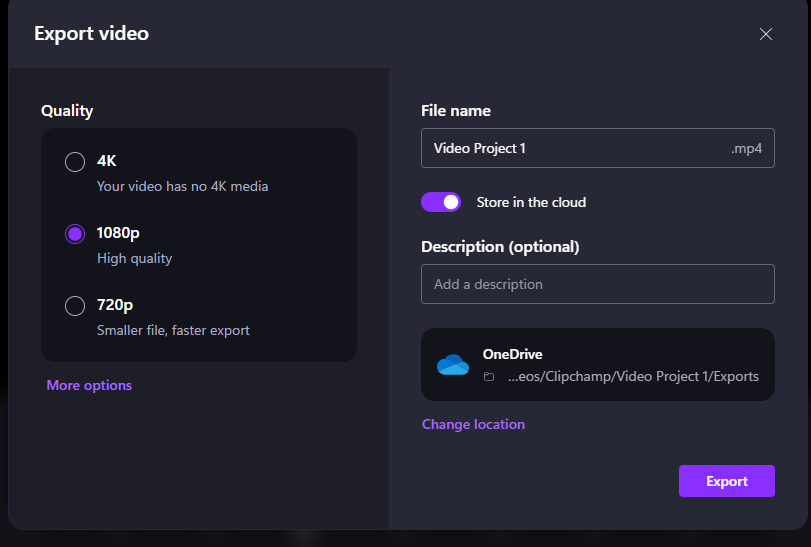 Export video
Quality
4K
Your video has no 4K media
1080p
High quality
720p
Smaller file, faster export
More options
File name
Video Project 1
.mp4
Store in the cloud
Description (optional)
Add a description
OneDrive
...eos/Clipchamp/Video Project 1/Exports
Change location
Export